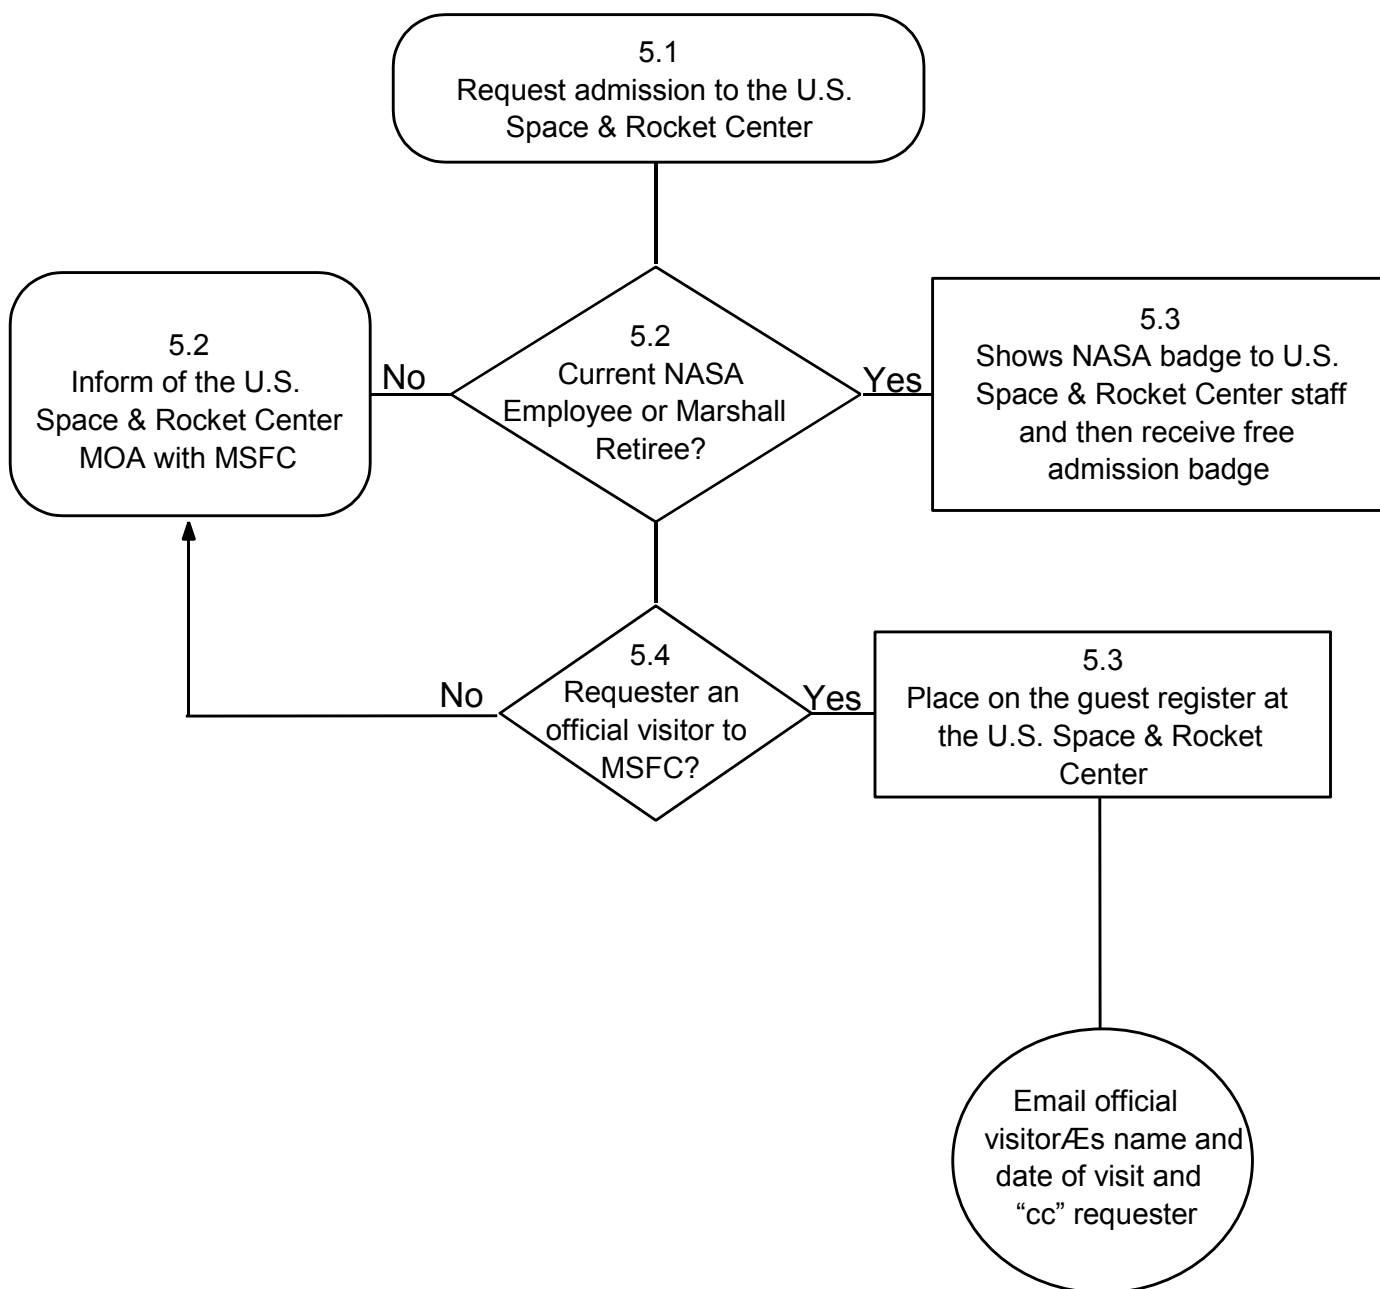 5.1
Request admission to the U.S.
Space & Rocket Center
5.2
Inform of the U.S.
Space & Rocket Center
MOA with MSFC
No
5.2
Current NASA
Employee or Marshall
Retiree?
Yes
5.3
Shows NASA badge to U.S.
Space & Rocket Center staff
and then receive free
admission badge
No
5.4
Requester an
official visitor to
MSFC?
Yes
5.3
Place on the guest register at
the U.S. Space & Rocket
Center
Email official
visitorÆs name and
date of visit and
“cc” requester